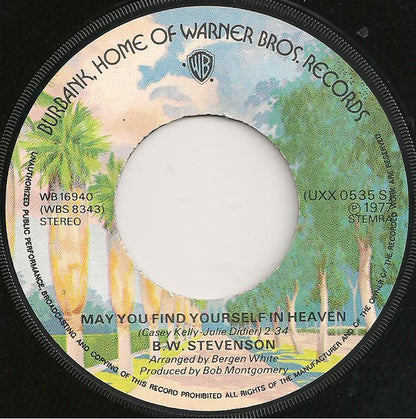 BURBANK, HOME OF WARNER BROS. RECORDS
WB
WB 16940
(WBS 8343)
STEREO
(UXX 0535 S)
℗ 1977
STEMRA
MAY YOU FIND YOURSELF IN HEAVEN
(Casey Kelly-Julie Didier) 2:34
B.W. STEVENSON
Arranged by Bergen White
Produced by Bob Montgomery
UNAUTHORIZED PUBLIC PERFORMANCE, BROADCASTING AND COPYING OF THIS RECORD PROHIBITED ALL RIGHTS OF THE MANUFACTURER AND OF THE OWNER OF THE RECORDED WORK ARE RESERVED.